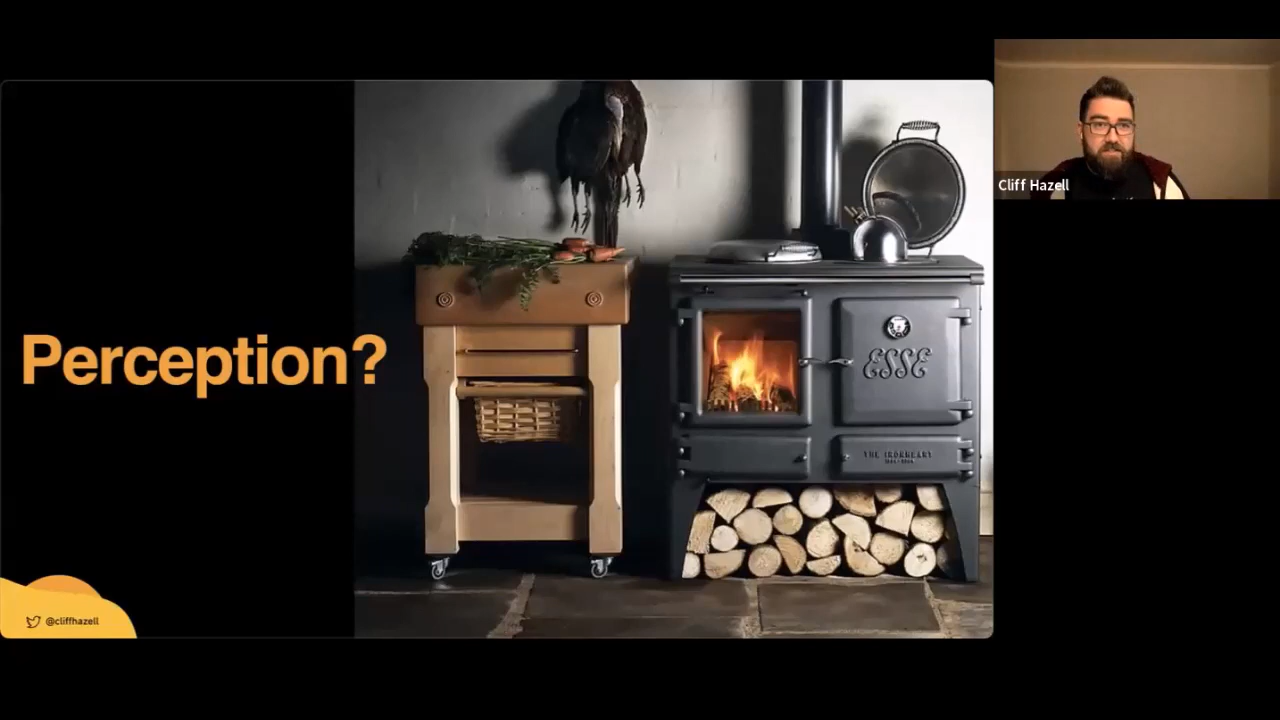 Perception?
@cliffhazell
ESSE
THE IRONHEART
Cliff Hazell